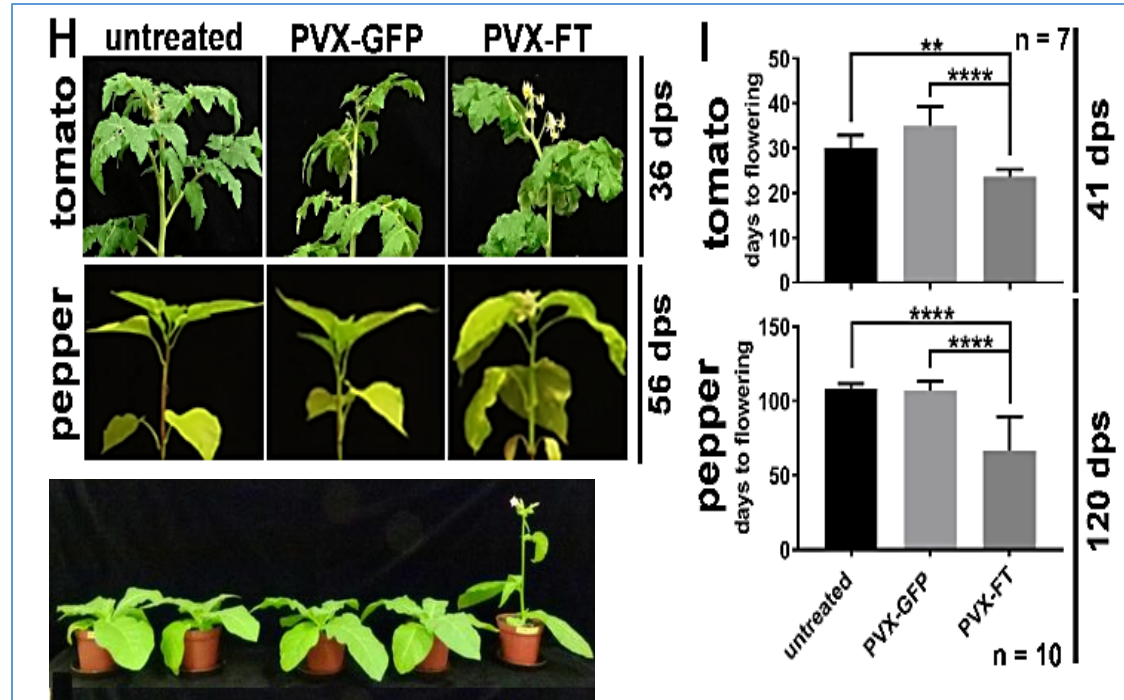 H
untreated PVX-GFP PVX-FT
tomato
36 dps
pepper
56 dps
I
n = 7
tomato
days to flowering
50
40
30
20
10
0
**
****
41 dps
pepper
days to flowering
150
100
50
0
****
****
120 dps
untreated PVX-GFP PVX-FT
n = 10